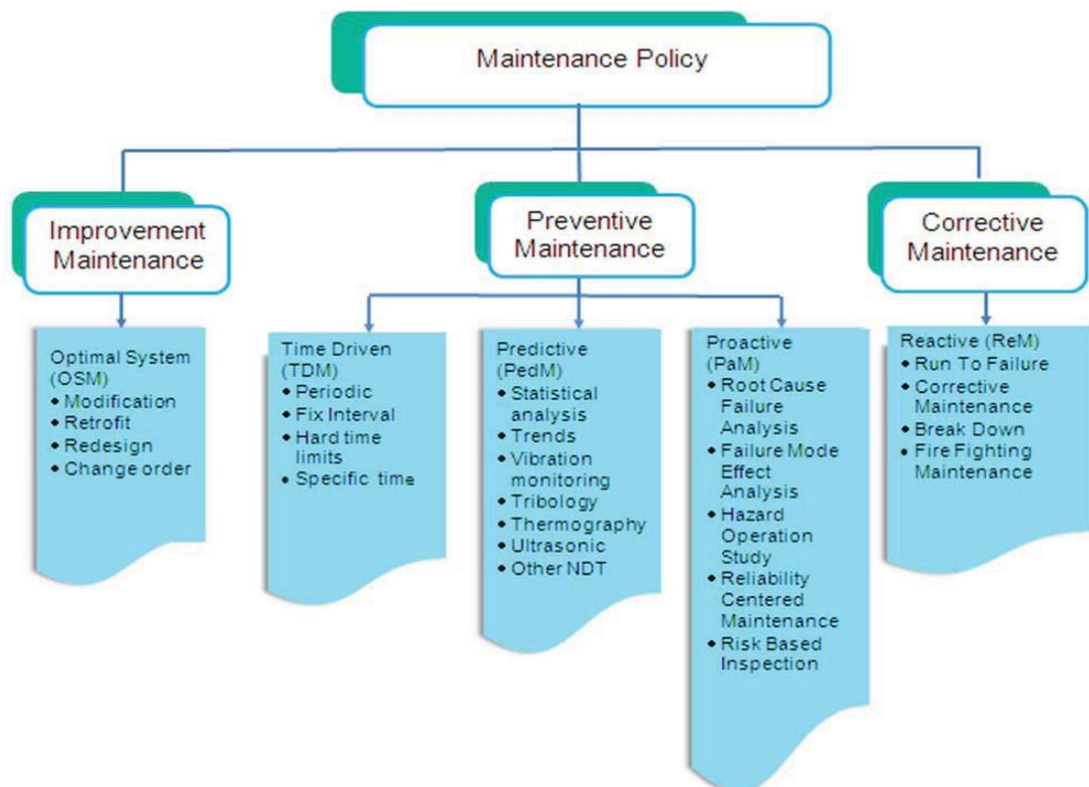 Maintenance Policy
Improvement
Maintenance
Preventive
Maintenance
Corrective
Maintenance
Optimal System
(OSM)
• Modification
• Retrofit
• Redesign
• Change order
Time Driven
(TDM)
• Periodic
• Fix Interval
• Hard time
limits
• Specific time
Predictive
(PedM)
• Statistical
analysis
• Trends
• Vibration
monitoring
• Tribology
• Thermography
• Ultrasonic
• Other NDT
Proactive
(PaM)
• Root Cause
Failure
Analysis
• Failure Mode
Effect
Analysis
• Hazard
Operation
Study
• Reliability
Centered
Maintenance
• Risk Based
Inspection
Reactive (ReM)
• Run To Failure
• Corrective
Maintenance
• Break Down
• Fire Fighting
Maintenance